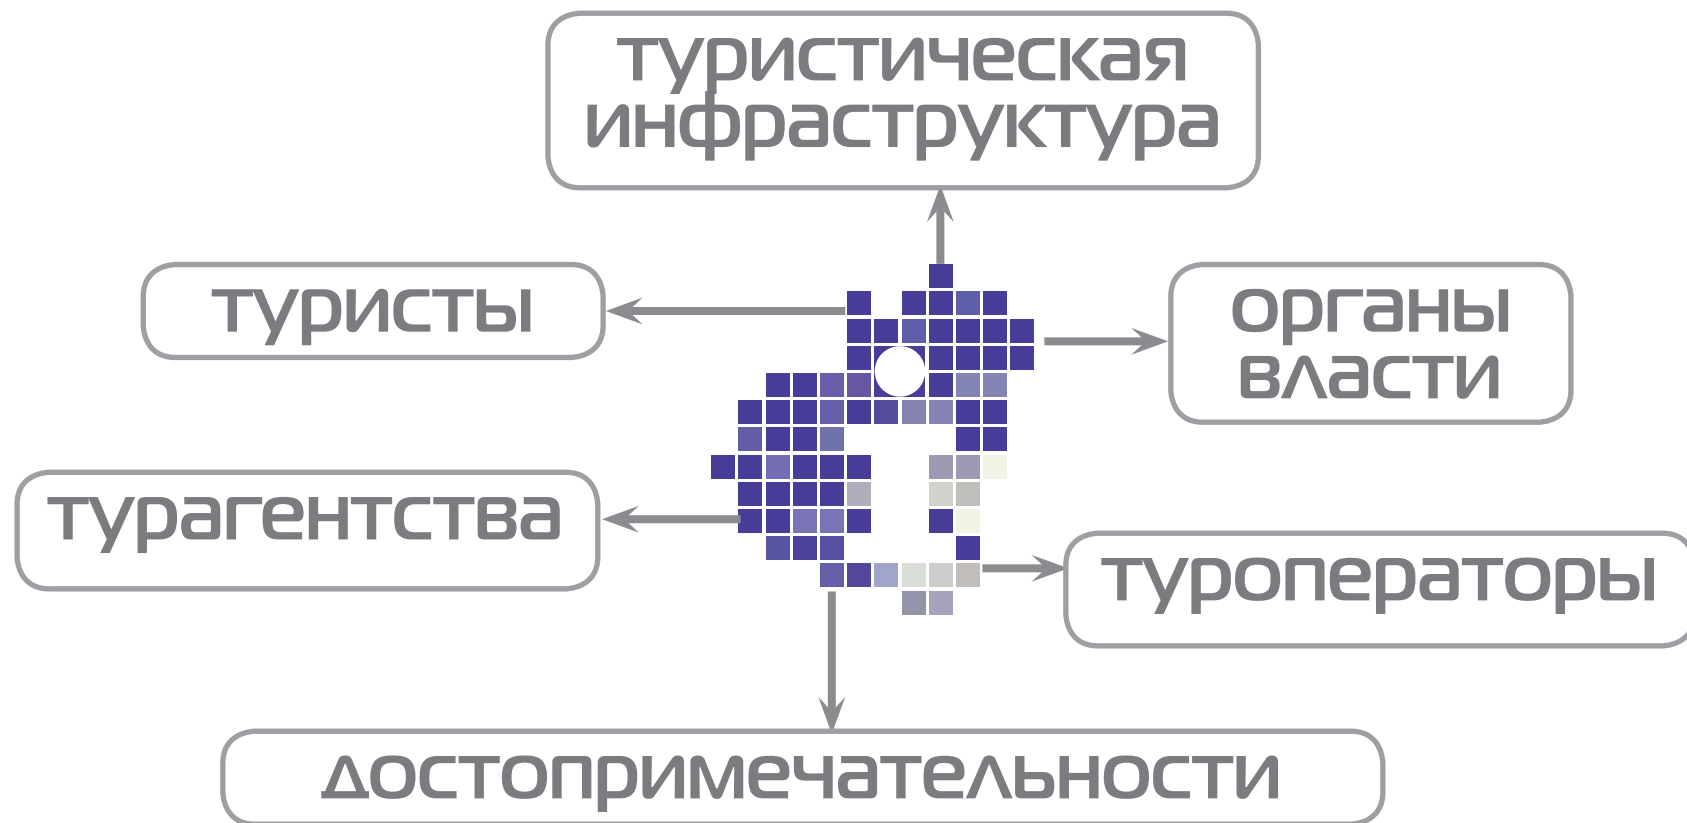 туристическая
инфраструктура
туристы
органы
власти
турагентства
туроператоры
достопримечательности